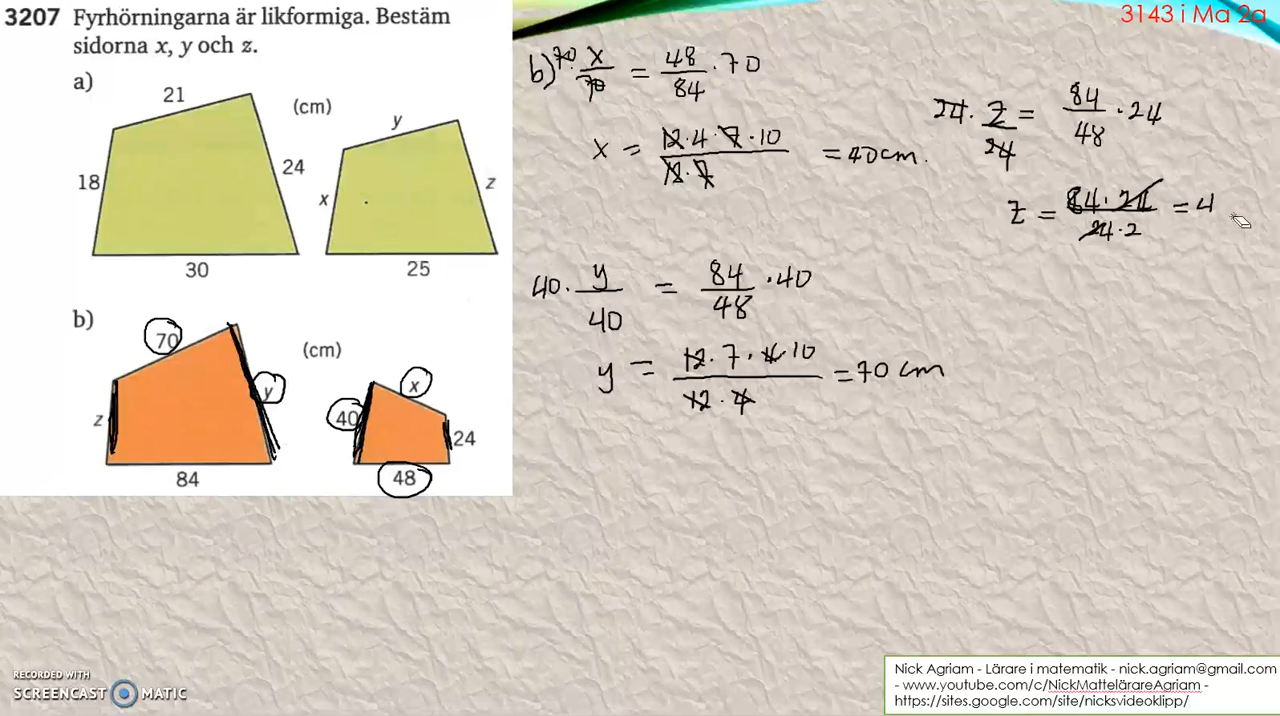 3207 Fyrhörningarna är likformiga. Bestäm
sidorna x, y och z.
a)
21
(cm)
18
24
30
y
x
z
25
b)
70
(cm)
z
y
84
x
40
24
48
3143 i Ma 2a
b) 70· x/70 = 48/84 · 70
x = 12·4·7·10/12·7 = 40 cm.
40· y/40 = 84/48 · 40
y = 12·7·4·10/12·4 = 70 cm
24· z/24 = 84/48 · 24
z = 84·24/24·2 = 4
RECORDED WITH
SCREENCAST MATIC
Nick Agriam - Lärare i matematik - nick.agriam@gmail.com
- www.youtube.com/c/NickMattelärareAgriam -
https://sites.google.com/site/nicksvideoklipp/